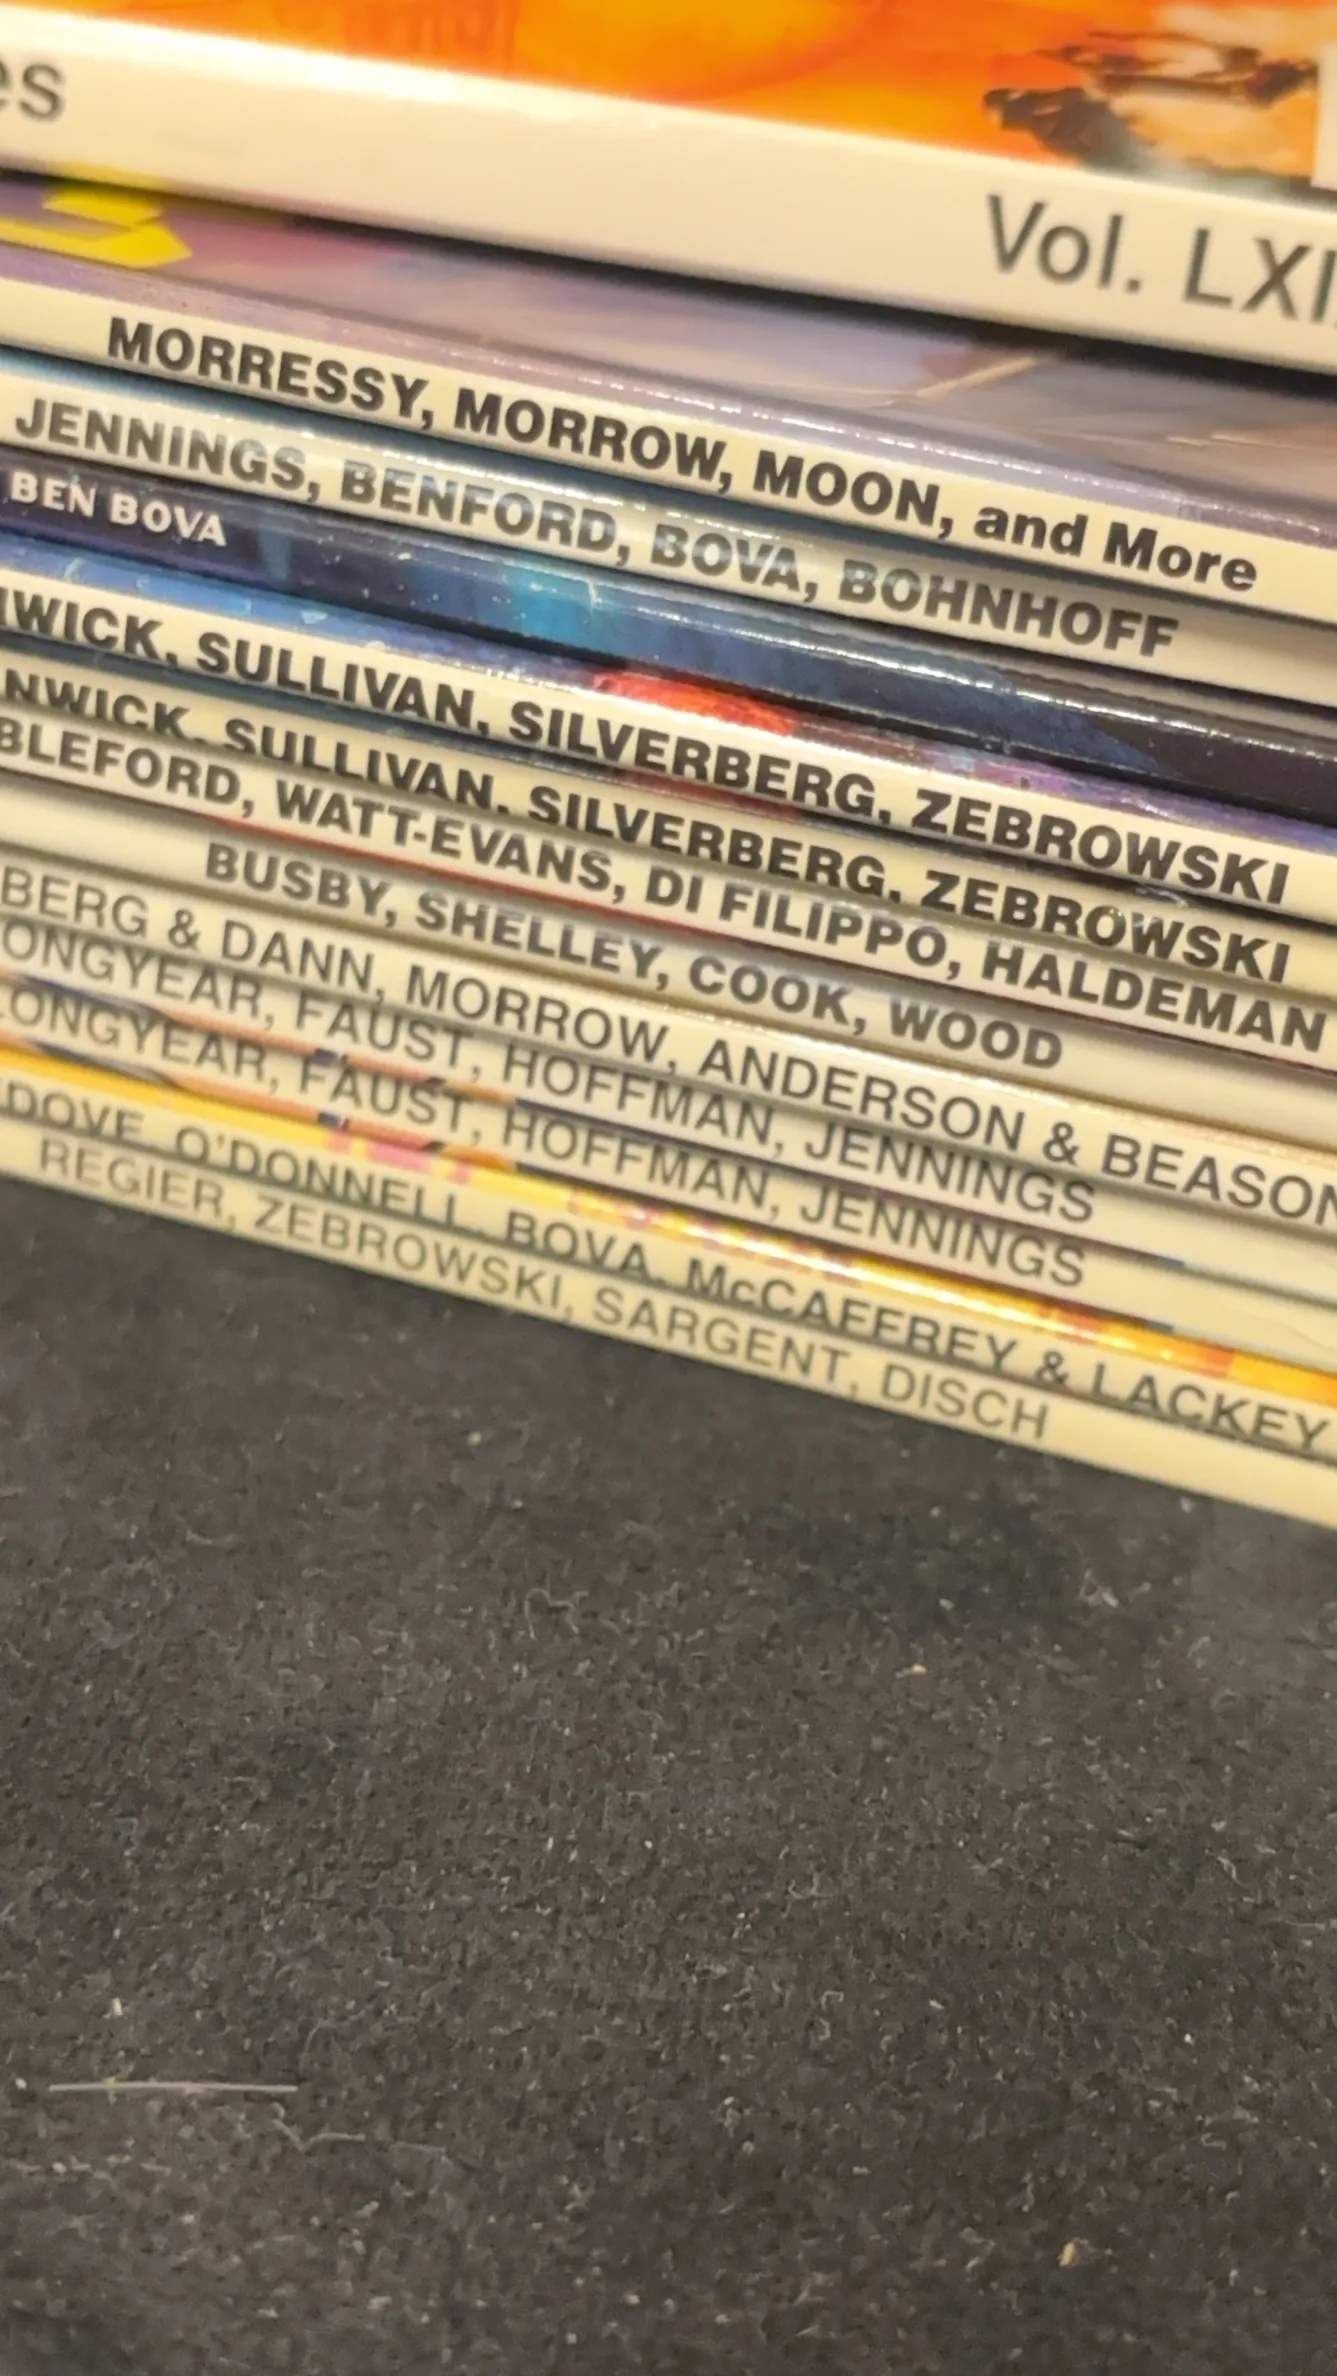 es
Vol. LXI
MORRESSY, MORROW, MOON, and More
JENNINGS, BENFORD, BOVA, BOHNHOFF
BEN BOVA
WICK, SULLIVAN, SILVERBERG, ZEBROWSKI
NWICK, SULLIVAN, SILVERBERG, ZEBROWSKI
BLEFORD, WATT-EVANS, DI FILIPPO, HALDEMAN
BUSBY, SHELLEY, COOK, WOOD
BERG & DANN, MORROW, ANDERSON & BEASON
ONGYEAR, FAUST, HOFFMAN, JENNINGS
LONGYEAR, FAUST, HOFFMAN, JENNINGS
DOVE, O'DONNELL, BOVA, McCAFFREY & LACKEY
REGIER, ZEBROWSKI, SARGENT, DISCH